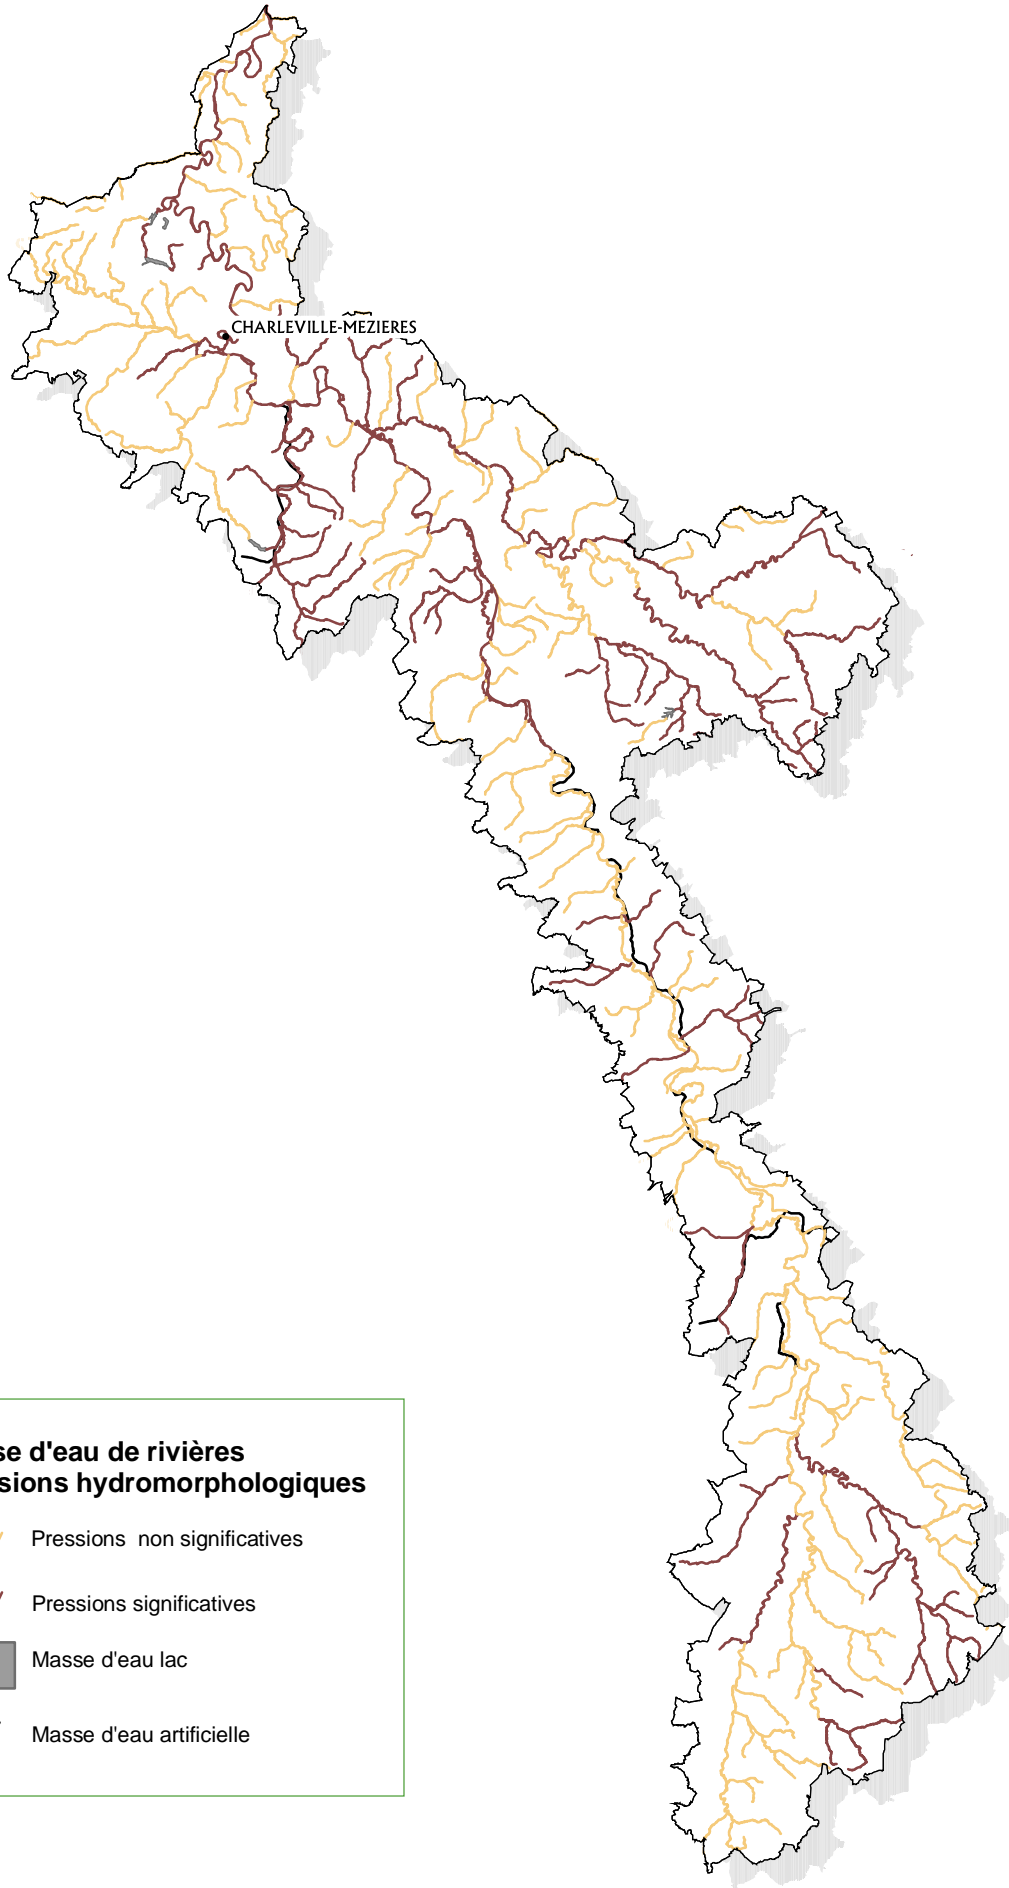 CHARLEVILLE-MEZIERES
se d'eau de rivières
sions hydromorphologiques
Pressions non significatives
Pressions significatives
Masse d'eau lac
Masse d'eau artificielle